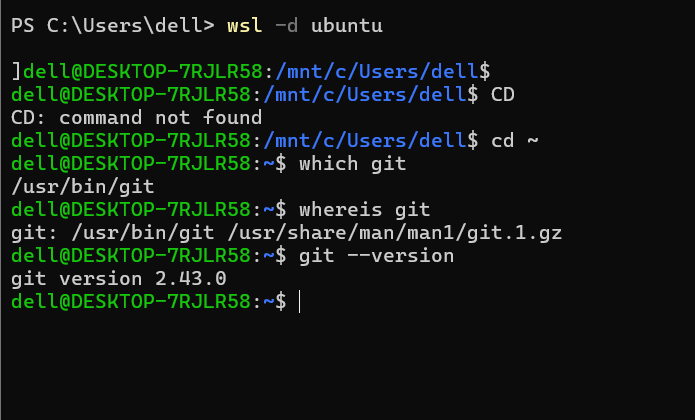 PS C:\Users\dell> wsl -d ubuntu
]dell@DESKTOP-7RJLR58:/mnt/c/Users/dell$
dell@DESKTOP-7RJLR58:/mnt/c/Users/dell$ CD
CD: command not found
dell@DESKTOP-7RJLR58:/mnt/c/Users/dell$ cd ~
dell@DESKTOP-7RJLR58:~$ which git
/usr/bin/git
dell@DESKTOP-7RJLR58:~$ whereis git
git: /usr/bin/git /usr/share/man/man1/git.1.gz
dell@DESKTOP-7RJLR58:~$ git --version
git version 2.43.0
dell@DESKTOP-7RJLR58:~$